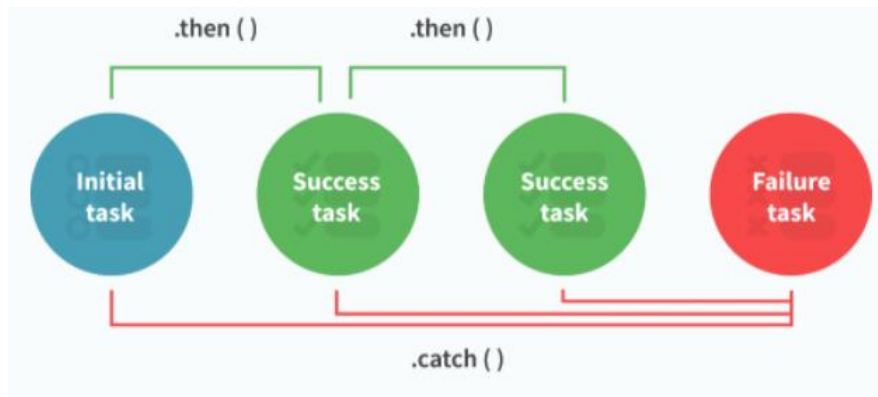 .then ( )
.then ( )
Initial
task
Success
task
Success
task
Failure
task
.catch ( )